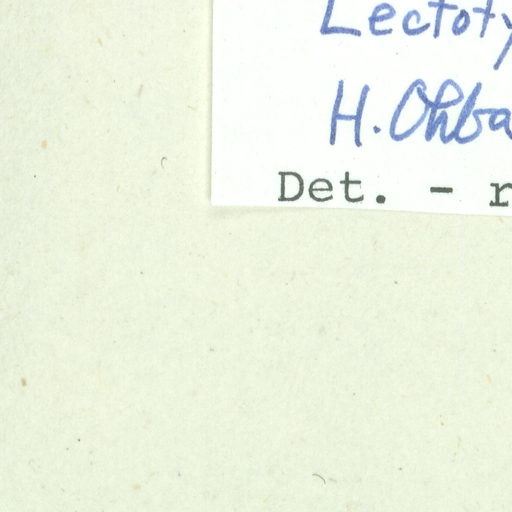 Lectoty
H. Ohba
Det. - r